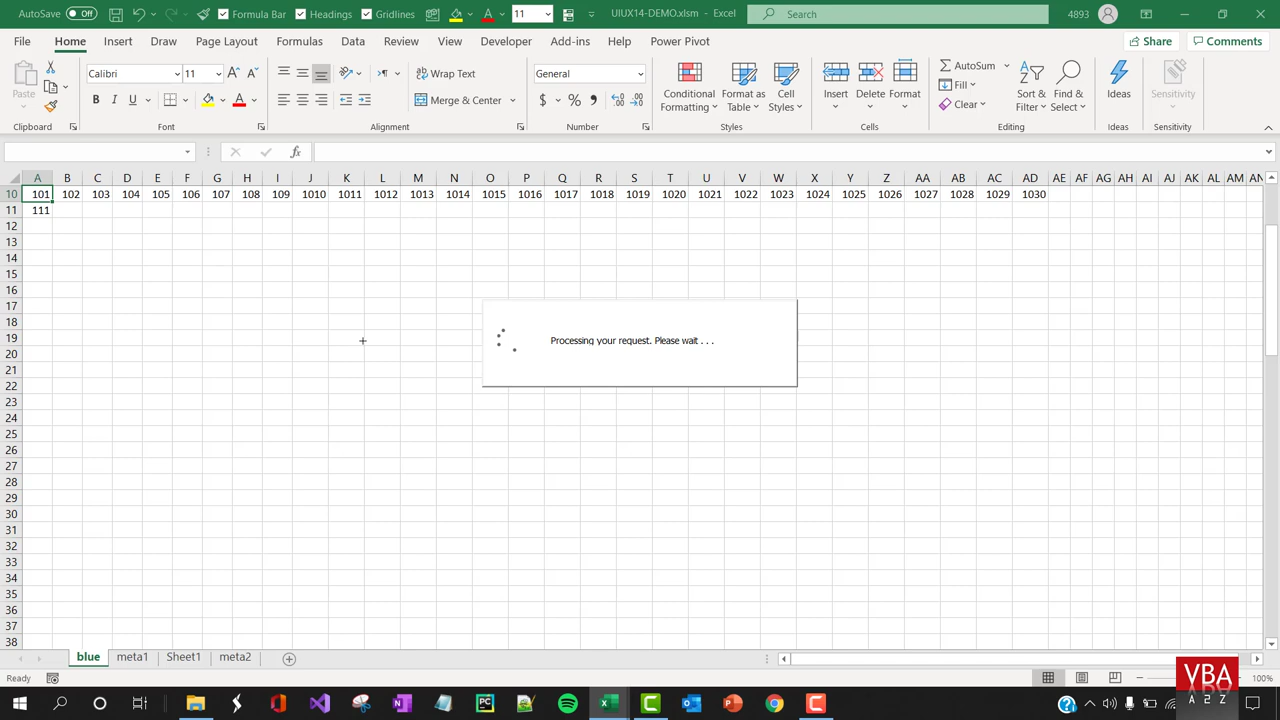 AutoSave Off Buttons Headings Gridlines 11 UIUX14-DEMO.xlsm - Excel Search 4893
File Home Insert Draw Page Layout Formulas Data Review View Developer Add-ins Help Power Pivot Share Comments
Paste Calibri 11 A A Wrap Text General AutoSum
B I U A Merge & Center $ % , Conditional Formatting Format as Table Cell Styles Insert Delete Format Fill Clear Sort & Filter Find & Select Ideas Sensitivity
Clipboard Font Alignment Number Styles Cells Editing Ideas Sensitivity
fx
A B C D E F G H I J K L M N O P Q R S T U V W X Y Z AA AB AC AD AE AF AG AH AI AJ AK AL AM AN
10 101 102 103 104 105 106 107 108 109 1010 1011 1012 1013 1014 1015 1016 1017 1018 1019 1020 1021 1022 1023 1024 1025 1026 1027 1028 1029 1030
11 111
12
13
14
15
16
17
18
19 Processing your request. Please wait . . .
20
21
22
23
24
25
26
27
28
29
30
31
32
33
34
35
36
37
38
blue meta1 Sheet1 meta2
Ready 100%
VBA
A 2 Z